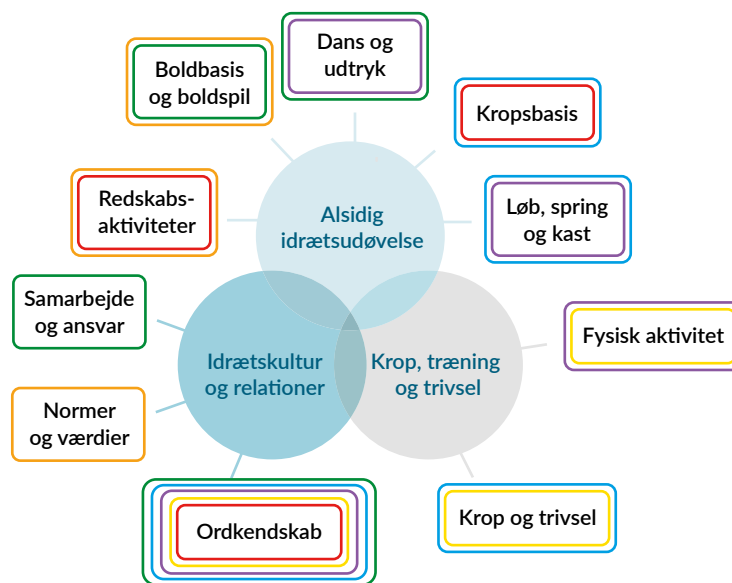 Dans og
udtryk
Boldbasis
og boldspil
Kropsbasis
Redskabs-
aktiviteter
Alsidig
idrætsudøvelse
Løb, spring
og kast
Samarbejde
og ansvar
Idrætskultur
og relationer
Krop, træning
og trivsel
Fysisk aktivitet
Normer
og værdier
Ordkendskab
Krop og trivsel